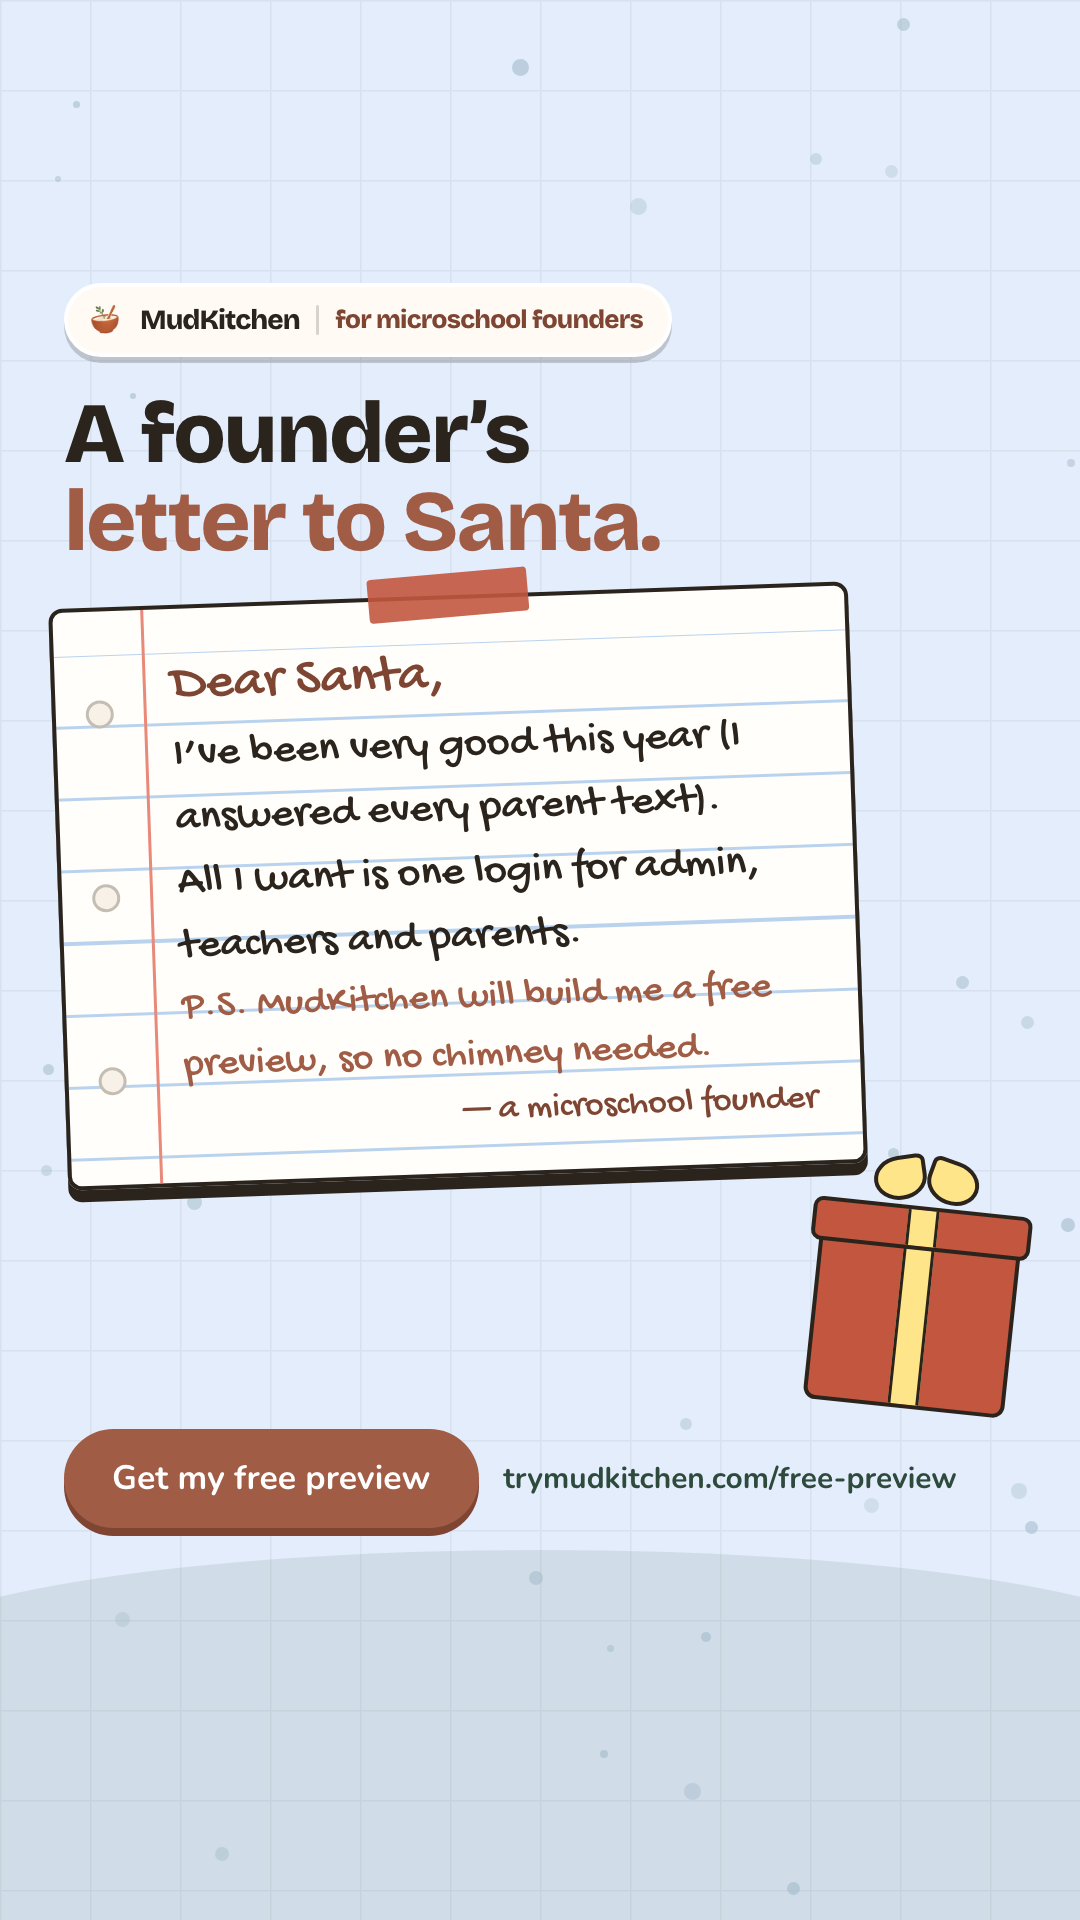 MudKitchen | for microschool founders
A founder’s
letter to Santa.
Dear Santa,
I’ve been very good this year (I
answered every parent text).
All I want is one login for admin,
teachers and parents.
P.S. MudKitchen will build me a free
preview, so no chimney needed.
— a microschool founder
Get my free preview
trymudkitchen.com/free-preview